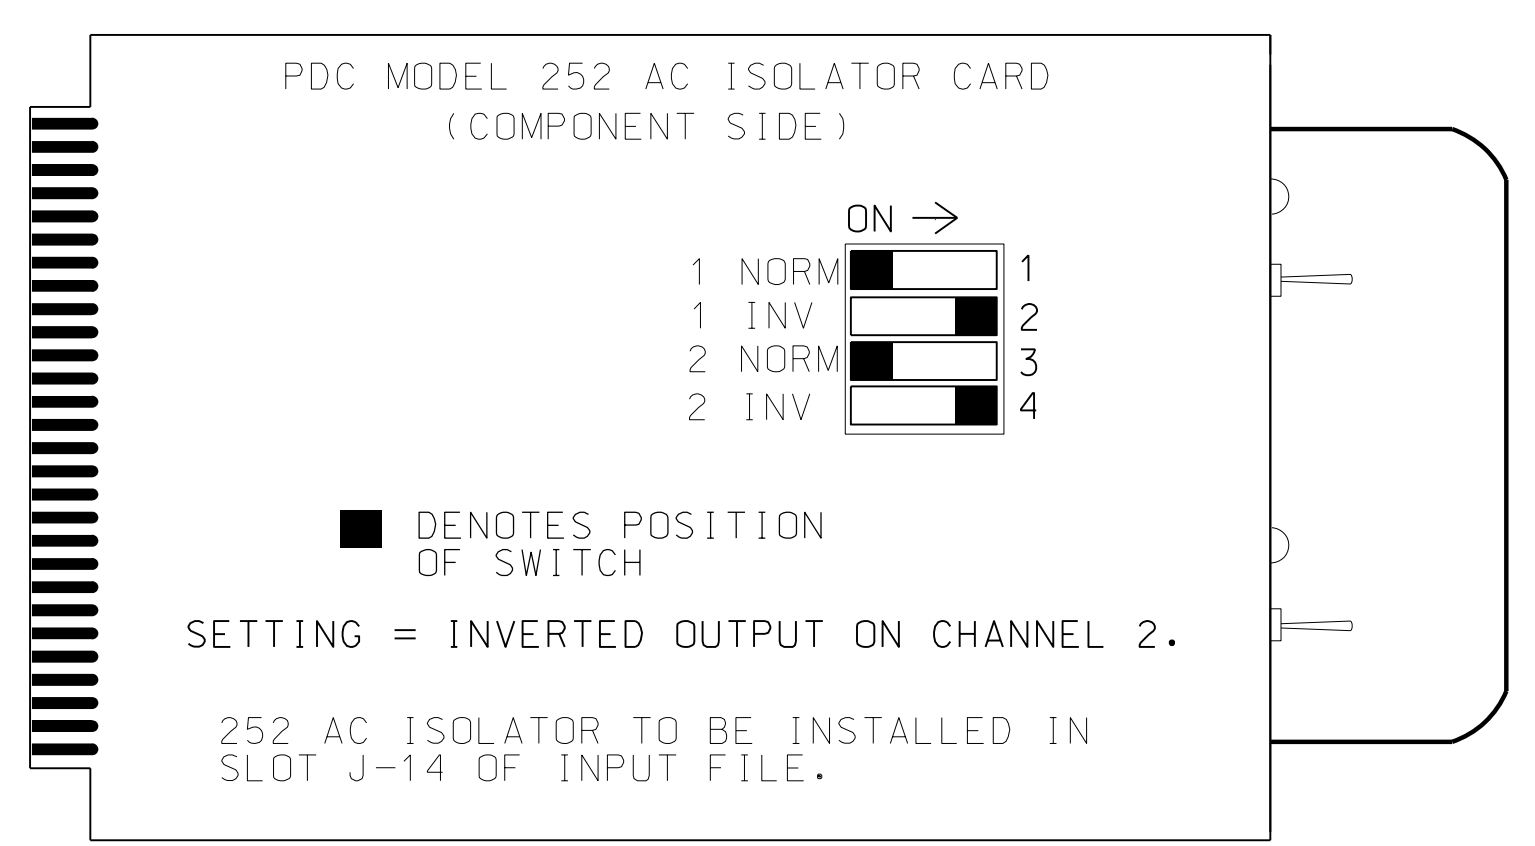 PDC MODEL 252 AC ISOLATOR CARD
(COMPONENT SIDE)
ON
1 NORM 1
1 INV 2
2 NORM 3
2 INV 4
DENOTES POSITION
OF SWITCH
SETTING = INVERTED OUTPUT ON CHANNEL 2.
252 AC ISOLATOR TO BE INSTALLED IN
SLOT J-14 OF INPUT FILE.